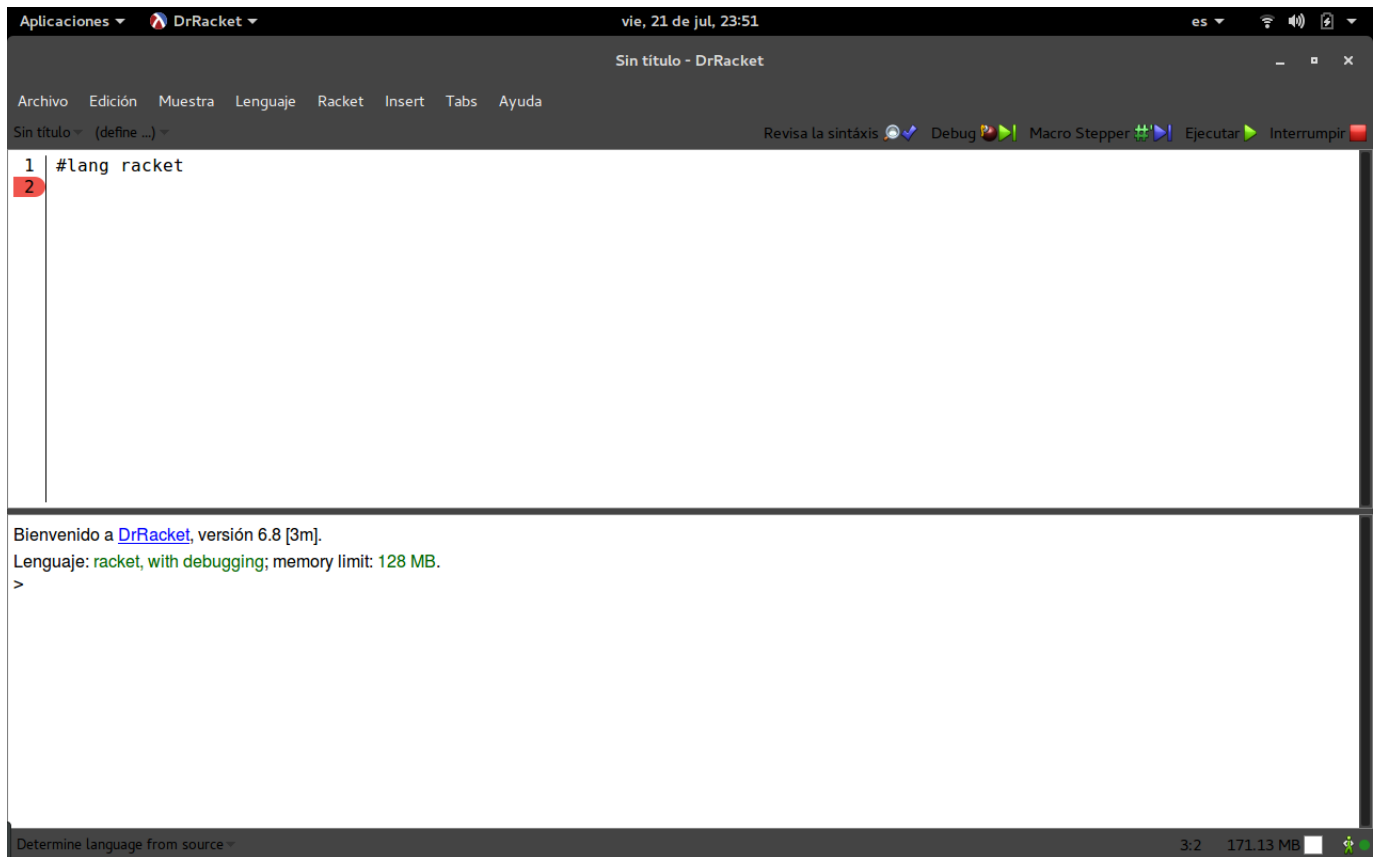 Aplicaciones DrRacket vie, 21 de jul, 23:51 es
Sin título - DrRacket
Archivo Edición Muestra Lenguaje Racket Insert Tabs Ayuda
Sin título (define ...) Revisa la sintáxis Debug Macro Stepper #' Ejecutar Interrumpir
1 #lang racket
2
Bienvenido a DrRacket, versión 6.8 [3m].
Lenguaje: racket, with debugging; memory limit: 128 MB.
>
Determine language from source 3:2 171.13 MB